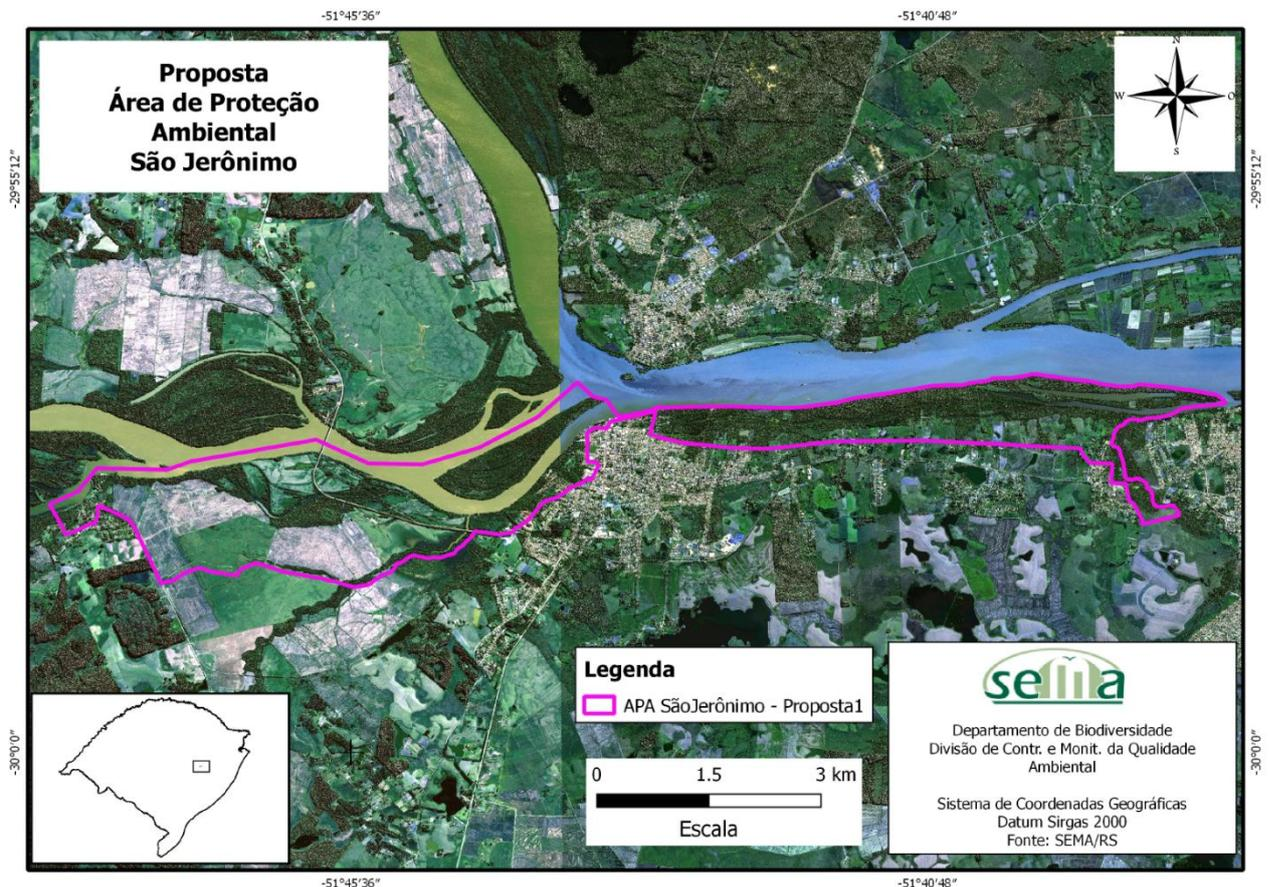 -51°45'36"
-51°40'48"
Proposta
Área de Proteção
Ambiental
São Jerônimo
N
W
O
S
-29°55'12"
-29°55'12"
Legenda
APA SãoJerônimo - Proposta1
0 1.5 3 km
Escala
sema
Departamento de Biodiversidade
Divisão de Contr. e Monit. da Qualidade
Ambiental
Sistema de Coordenadas Geográficas
Datum Sirgas 2000
Fonte: SEMA/RS
-30°0'0"
-30°0'0"
-51°45'36"
-51°40'48"